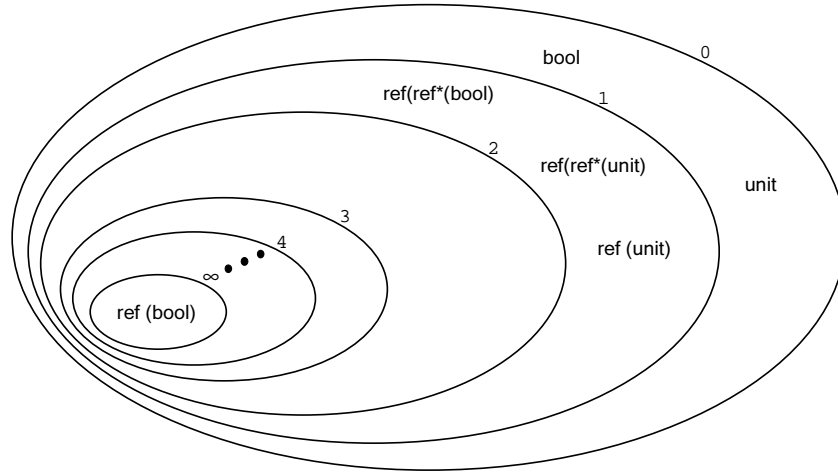 0
bool
ref(ref*(bool)
1
2
ref(ref*(unit)
unit
3
4
ref (unit)
∞
ref (bool)